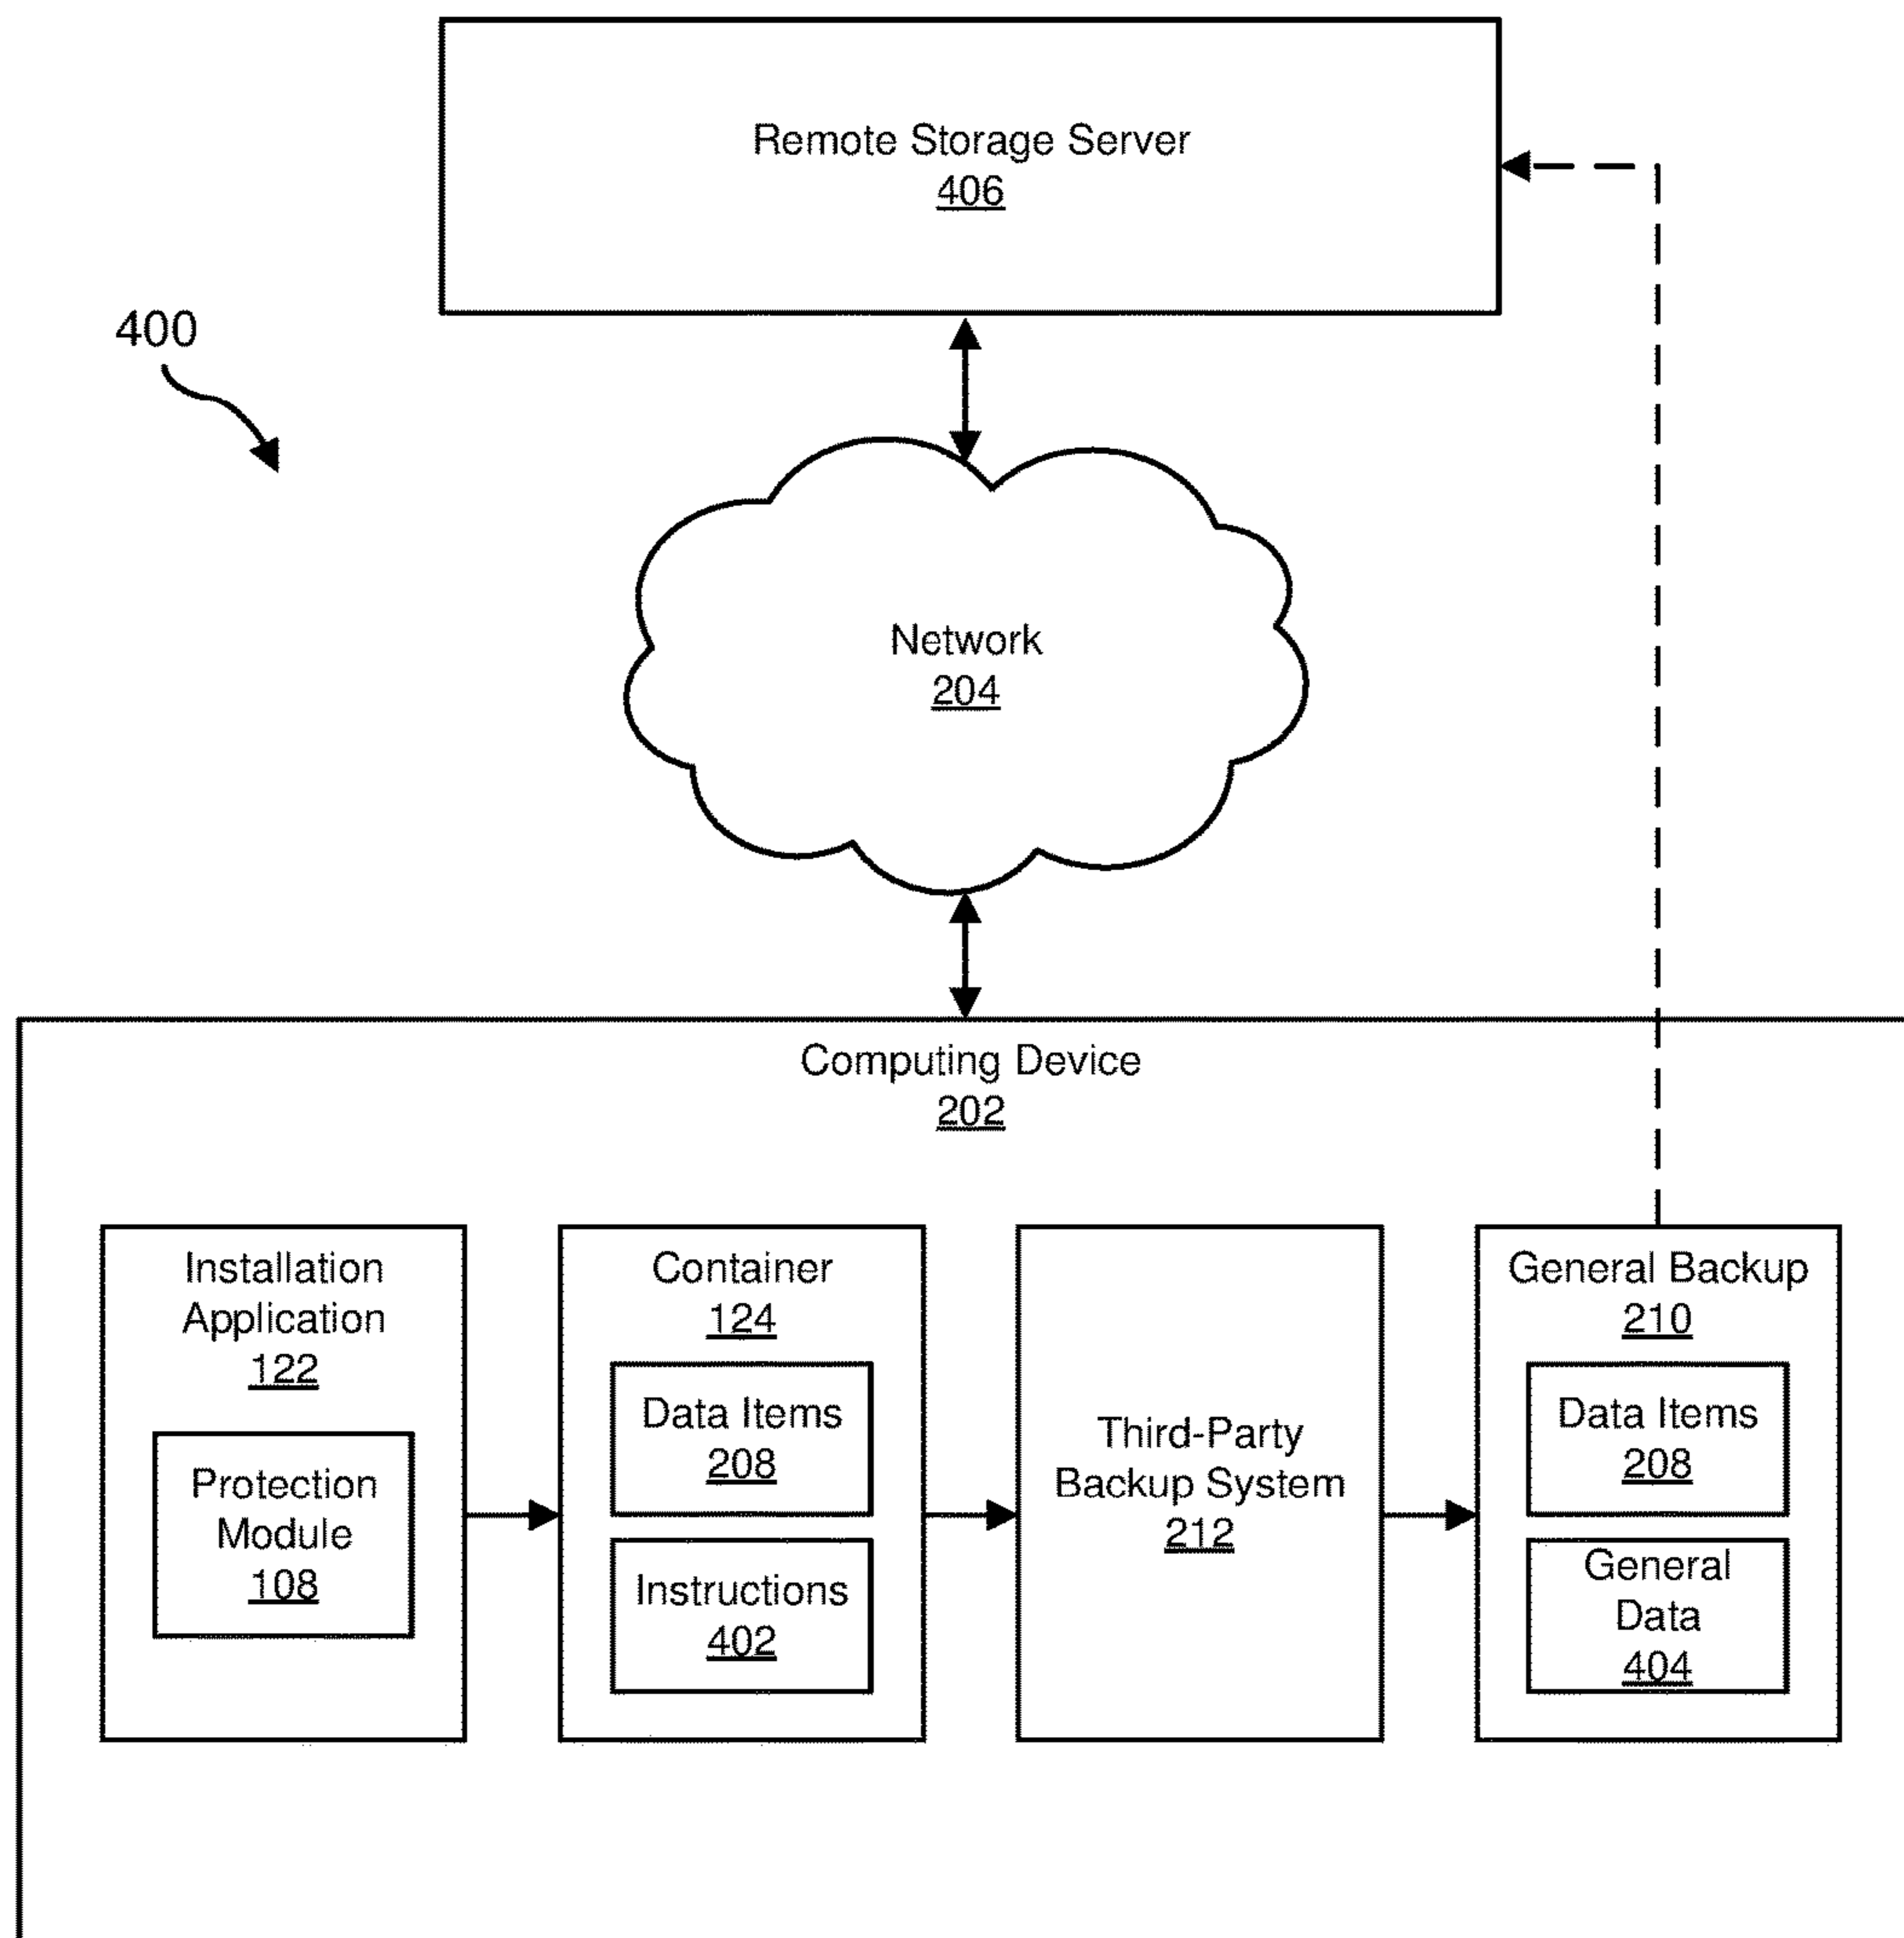 Remote Storage Server
406
400
Network
204
Computing Device
202
Installation
Application
122
Protection
Module
108
Container
124
Data Items
208
Instructions
402
Third-Party
Backup System
212
General Backup
210
Data Items
208
General
Data
404